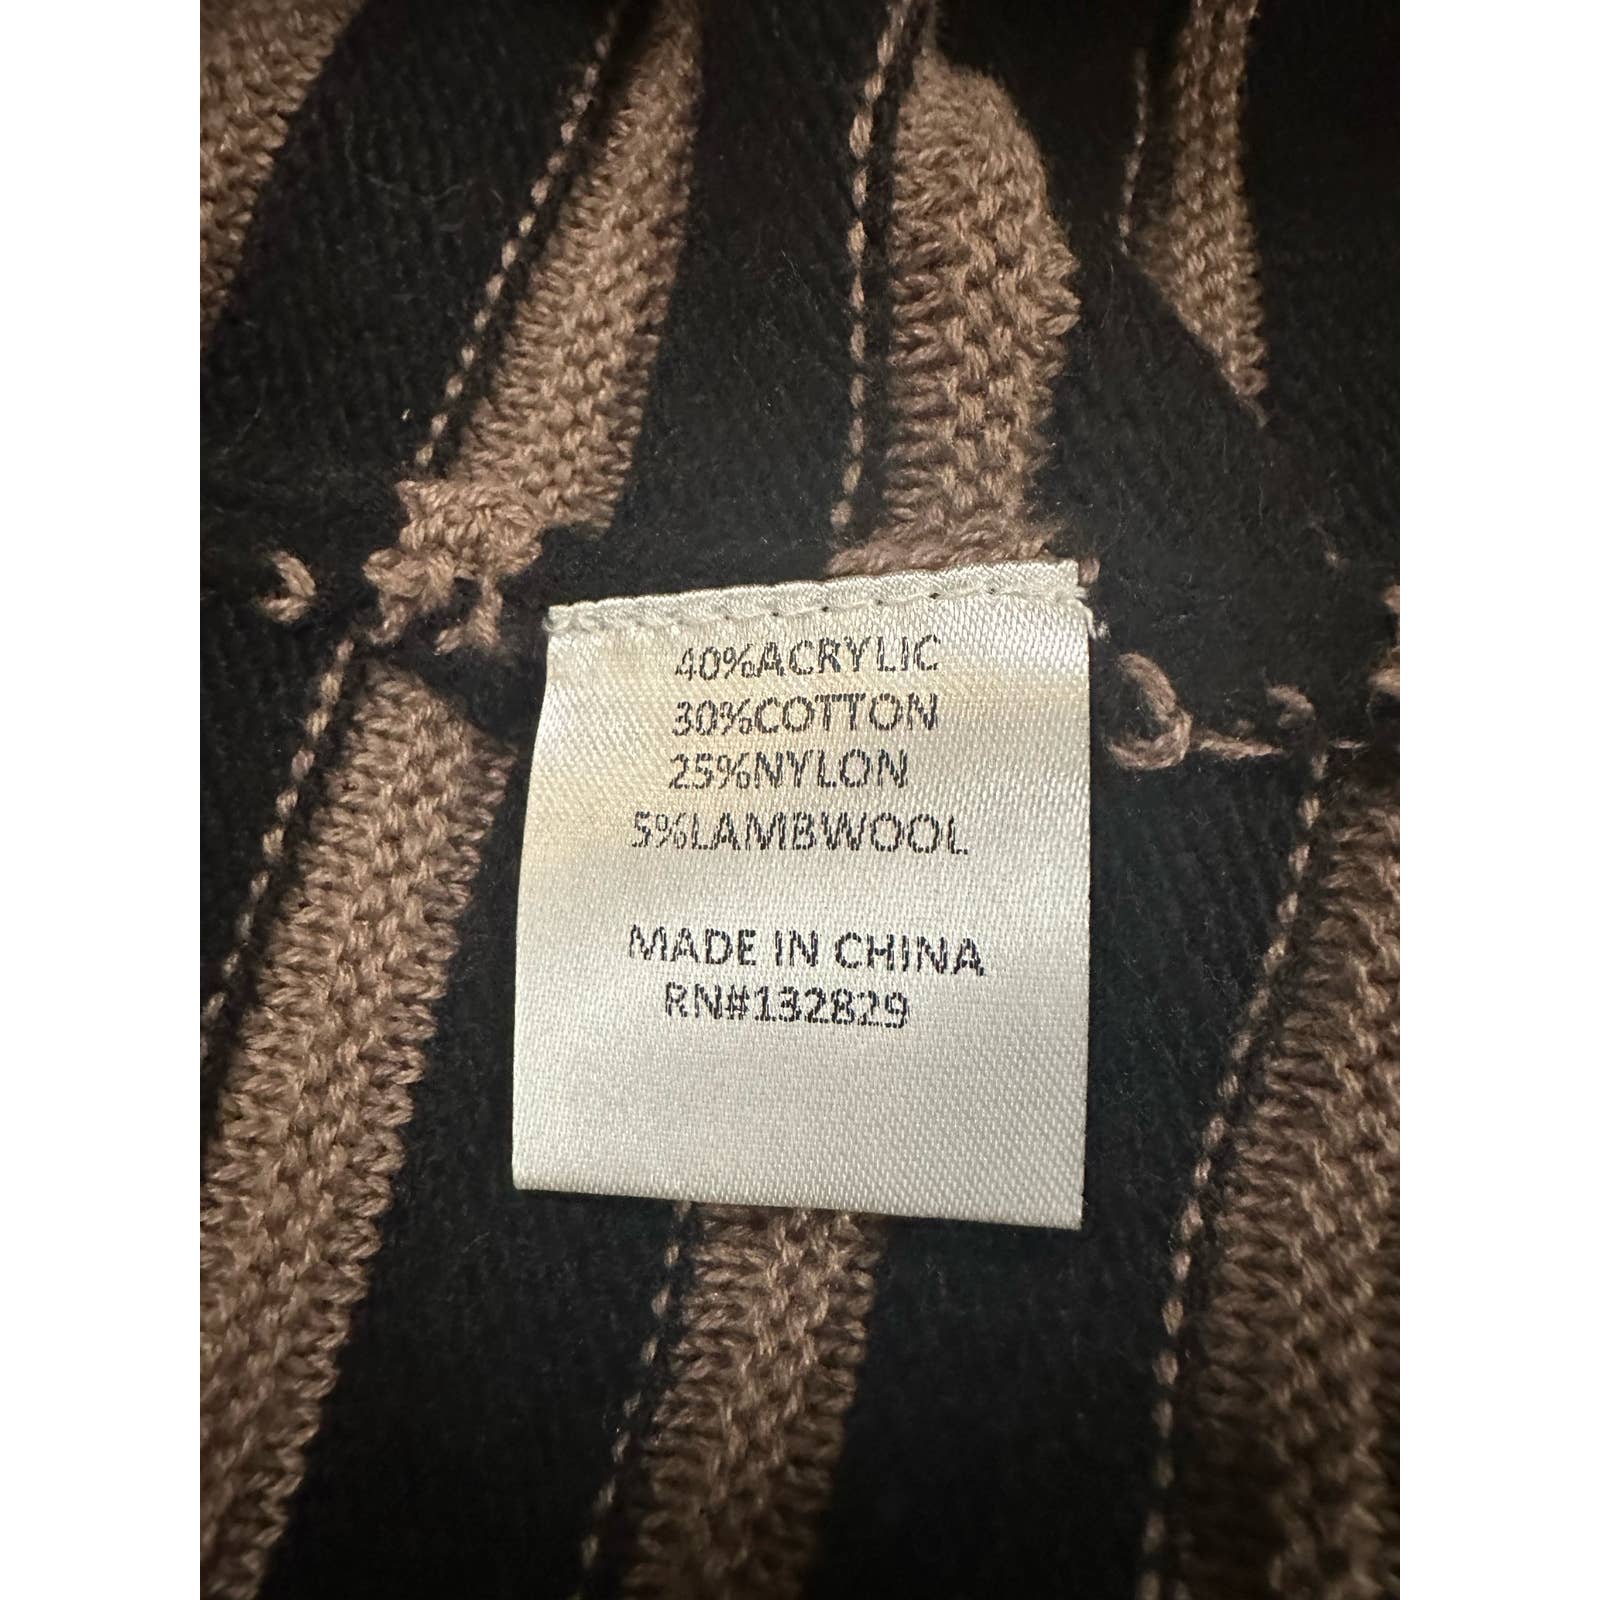 40%ACRYLIC
30%COTTON
25%NYLON
5%LAMBWOOL
MADE IN CHINA
RN#132829